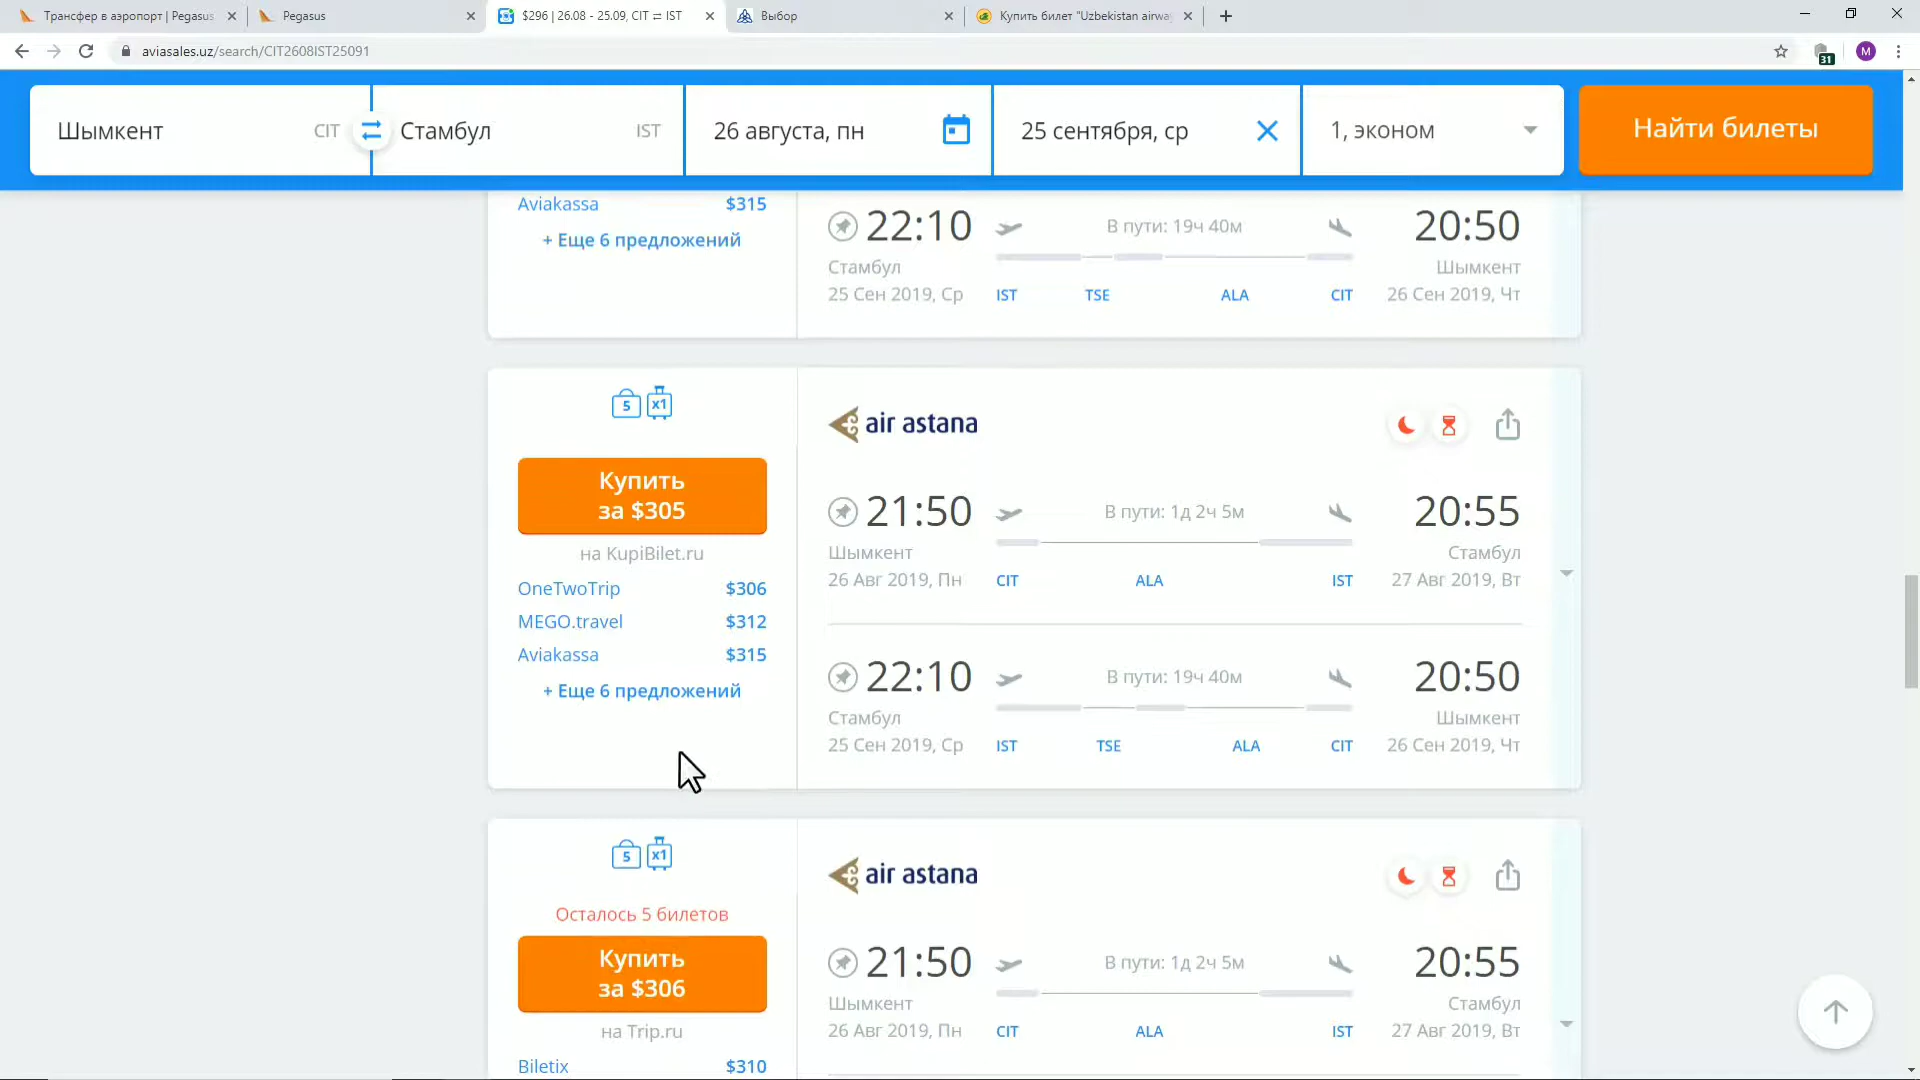 Трансфер в аэропорт | Pegasus
Pegasus
$296 | 26.08 - 25.09, CIT ⇄ IST
Выбор
Купить билет "Uzbekistan airwa
aviasales.uz/search/CIT2608IST25091
31
M
Шымкент CIT
Стамбул IST
26 августа, пн
25 сентября, ср
1, эконом
Найти билеты
Aviakassa $315
+ Еще 6 предложений
22:10 В пути: 19ч 40м 20:50
Стамбул Шымкент
25 Сен 2019, Ср IST TSE ALA CIT 26 Сен 2019, Чт
5 x1
Купить
за $305
на KupiBilet.ru
OneTwoTrip $306
MEGO.travel $312
Aviakassa $315
+ Еще 6 предложений
air astana
21:50 В пути: 1д 2ч 5м 20:55
Шымкент Стамбул
26 Авг 2019, Пн CIT ALA IST 27 Авг 2019, Вт
22:10 В пути: 19ч 40м 20:50
Стамбул Шымкент
25 Сен 2019, Ср IST TSE ALA CIT 26 Сен 2019, Чт
5 x1
Осталось 5 билетов
Купить
за $306
на Trip.ru
Biletix $310
air astana
21:50 В пути: 1д 2ч 5м 20:55
Шымкент Стамбул
26 Авг 2019, Пн CIT ALA IST 27 Авг 2019, Вт